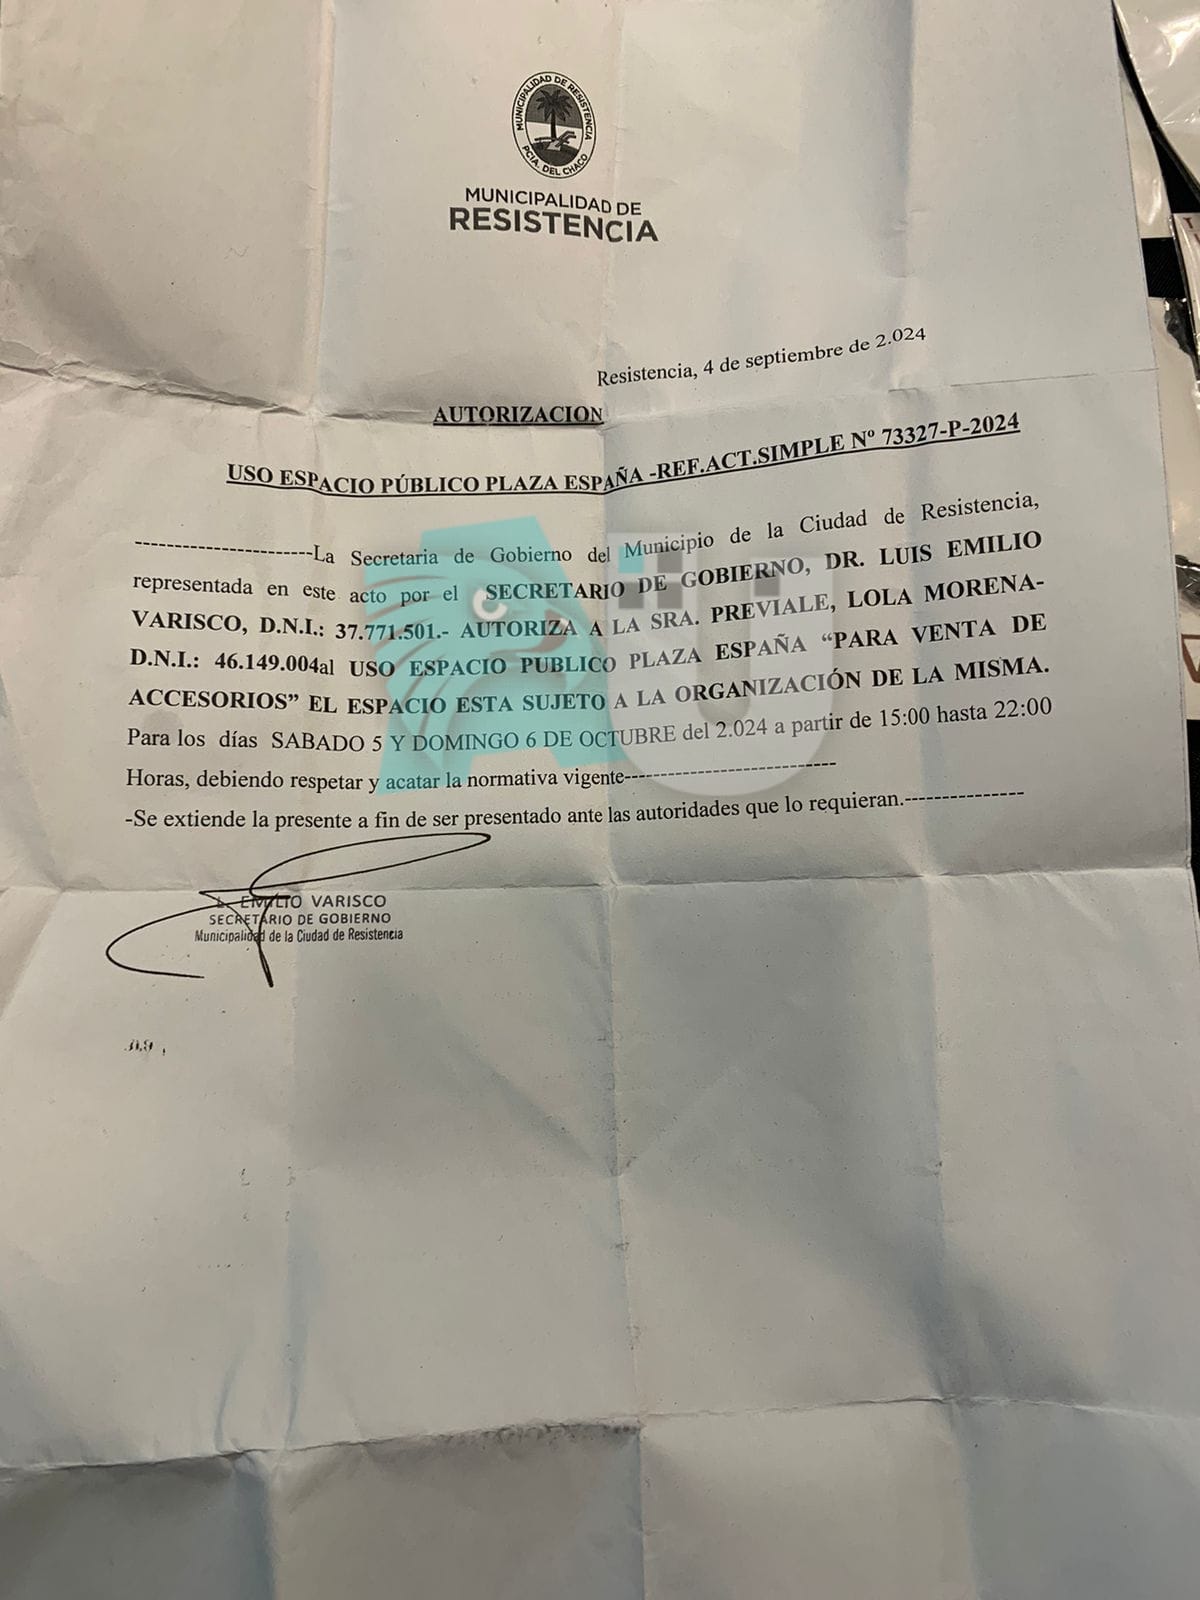 MUNICIPALIDAD DE RESISTENCIA
PCIA. DEL CHACO
MUNICIPALIDAD DE
RESISTENCIA
Resistencia, 4 de septiembre de 2.024
AUTORIZACION
USO ESPACIO PÚBLICO PLAZA ESPAÑA -REF.ACT.SIMPLE Nº 73327-P-2024
-----------------------La Secretaria de Gobierno del Municipio de la Ciudad de Resistencia,
representada en este acto por el SECRETARIO DE GOBIERNO, DR. LUIS EMILIO
VARISCO, D.N.I.: 37.771.501.- AUTORIZA A LA SRA. PREVIALE, LOLA MORENA-
D.N.I.: 46.149.004al USO ESPACIO PUBLICO PLAZA ESPAÑA “PARA VENTA DE
ACCESORIOS” EL ESPACIO ESTA SUJETO A LA ORGANIZACIÓN DE LA MISMA.
Para los días SABADO 5 Y DOMINGO 6 DE OCTUBRE del 2.024 a partir de 15:00 hasta 22:00
Horas, debiendo respetar y acatar la normativa vigente----------------------------
-Se extiende la presente a fin de ser presentado ante las autoridades que lo requieran.---------------
EMILIO VARISCO
SECRETARIO DE GOBIERNO
Municipalidad de la Ciudad de Resistencia
AU